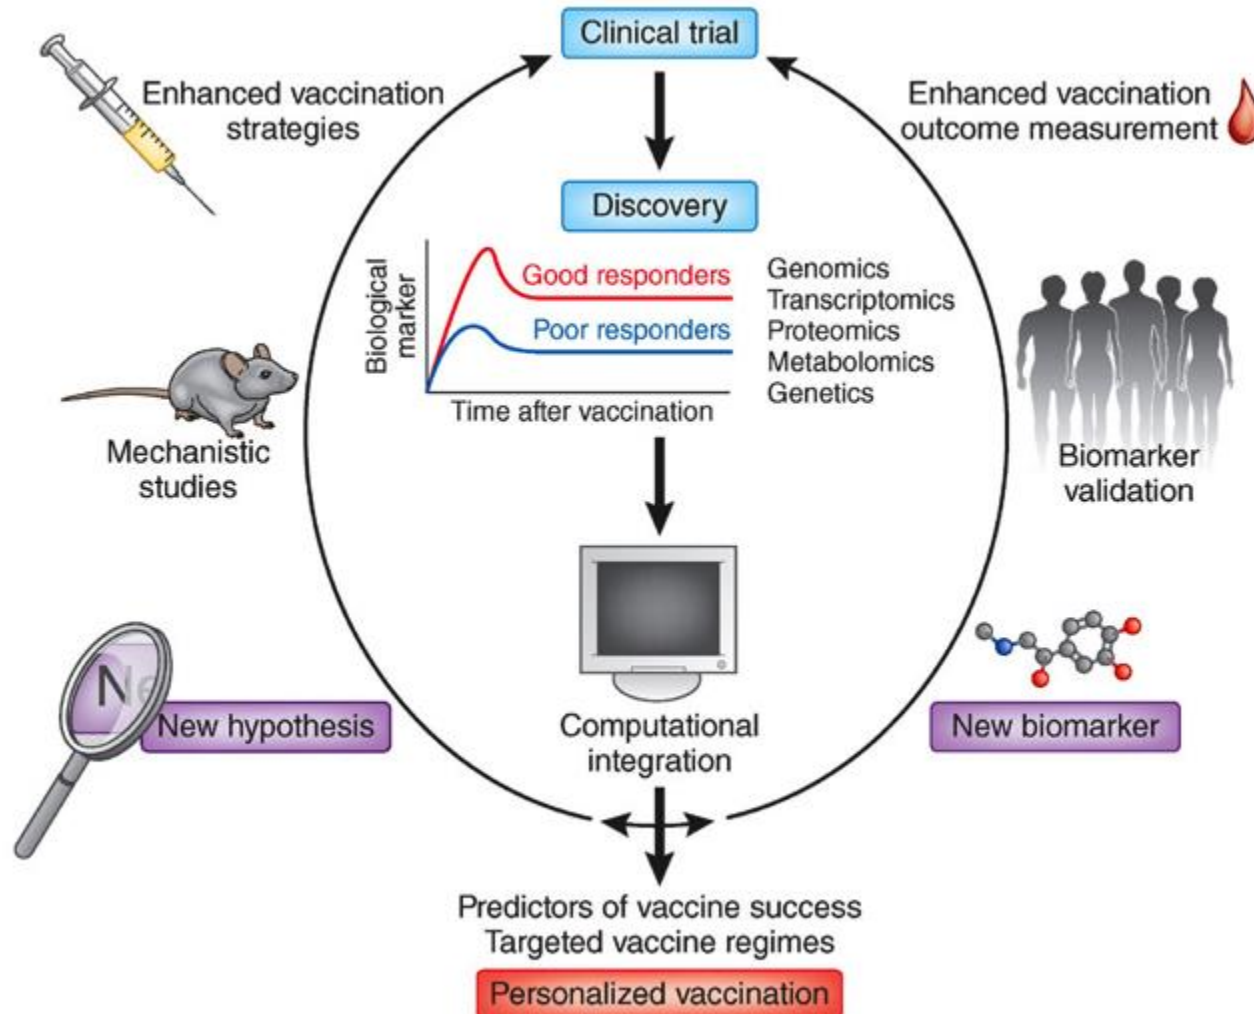 Clinical trial
Enhanced vaccination
strategies
Enhanced vaccination
outcome measurement
Discovery
Biological
marker
Good responders
Poor responders
Time after vaccination
Genomics
Transcriptomics
Proteomics
Metabolomics
Genetics
Mechanistic
studies
Biomarker
validation
Ne
New hypothesis
Computational
integration
New biomarker
Predictors of vaccine success
Targeted vaccine regimes
Personalized vaccination